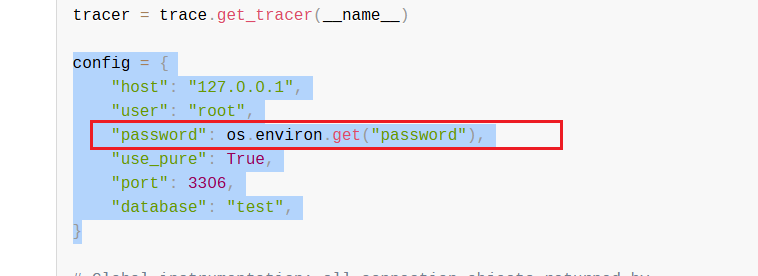 tracer = trace.get_tracer(__name__)
config = {
"host": "127.0.0.1",
"user": "root",
"password": os.environ.get("password"),
"use_pure": True,
"port": 3306,
"database": "test",
}
# Global instrumentation: all connection objects returned by